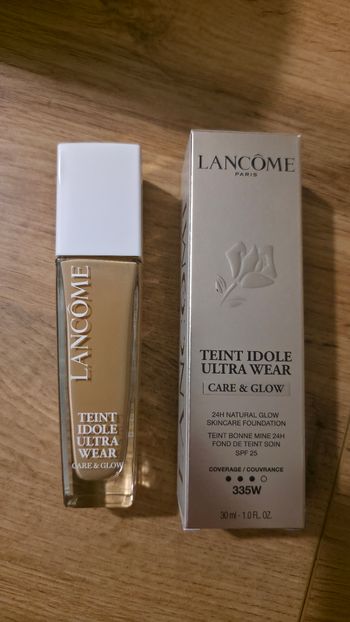 LANCÔME
TEINT
IDOLE
ULTRA
WEAR
CARE & GLOW
LANCÔME
PARIS
TEINT IDOLE
ULTRA WEAR
CARE & GLOW
24H NATURAL GLOW
SKINCARE FOUNDATION
TEINT BONNE MINE 24H
FOND DE TEINT SOIN
SPF 25
COVERAGE / COUVRANCE
335W
30 ml - 1.0 FL. OZ.